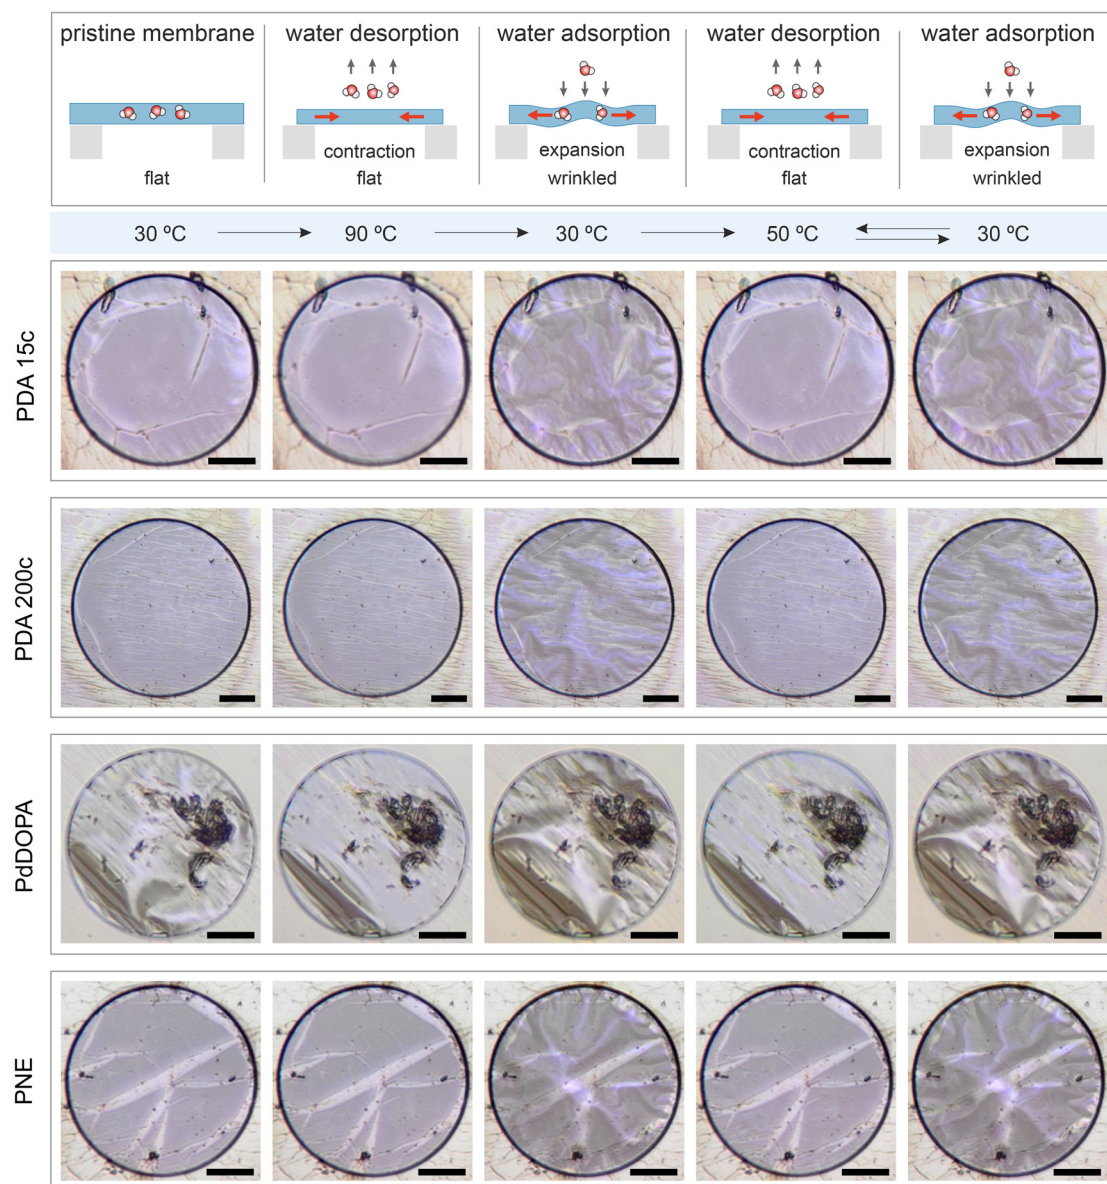 pristine membrane
water desorption
water adsorption
water desorption
water adsorption
contraction
expansion
contraction
expansion
flat
flat
wrinkled
flat
wrinkled
30 ºC
90 ºC
30 ºC
50 ºC
30 ºC
PDA 15c
PDA 200c
PdDOPA
PNE